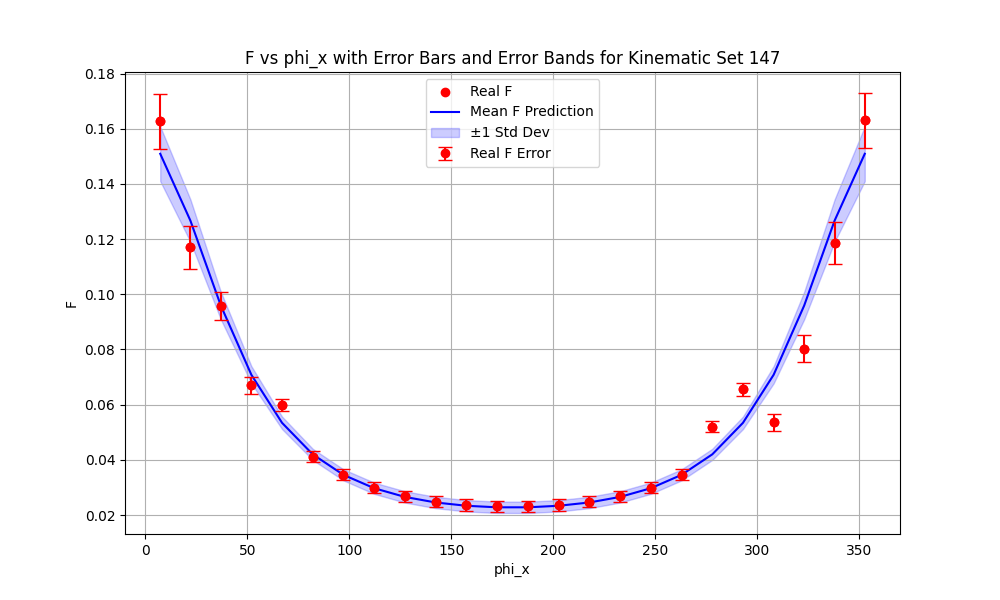 F vs phi_x with Error Bars and Error Bands for Kinematic Set 147
Real F
Mean F Prediction
±1 Std Dev
Real F Error
F
0.18
0.16
0.14
0.12
0.10
0.08
0.06
0.04
0.02
0
50
100
150
200
250
300
350
phi_x